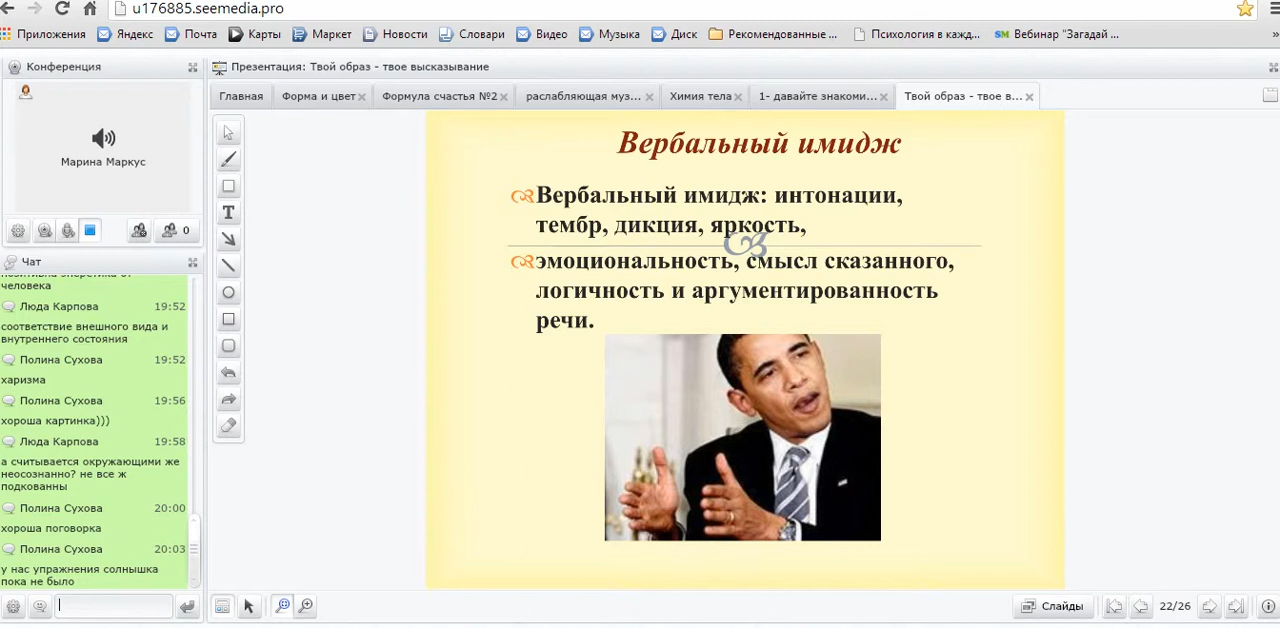 u176885.seemedia.pro
Приложения Яндекс Почта Карты Маркет Новости Словари Видео Музыка Диск Рекомендованные ... Психология в кажд... SM Вебинар "Загадай ... »
Конференция
Презентация: Твой образ - твое высказывание
Главная Форма и цвет Формула счастья №2 раслабляющая муз... Химия тела 1- давайте знакоми... Твой образ - твое в...
Марина Маркус
0
Чат
человека
Люда Карпова 19:52
соответствие внешного вида и
внутреннего состояния
Полина Сухова 19:52
харизма
Полина Сухова 19:56
хороша картинка)))
Люда Карпова 19:58
а считывается окружающими же
неосознанно? не все ж
подкованны
Полина Сухова 20:00
хороша поговорка
Полина Сухова 20:03
у нас упражнения солнышка
пока не было
T
Вербальный имидж
Вербальный имидж: интонации,
тембр, дикция, яркость,
эмоциональность, смысл сказанного,
логичность и аргументированность
речи.
Слайды 22/26